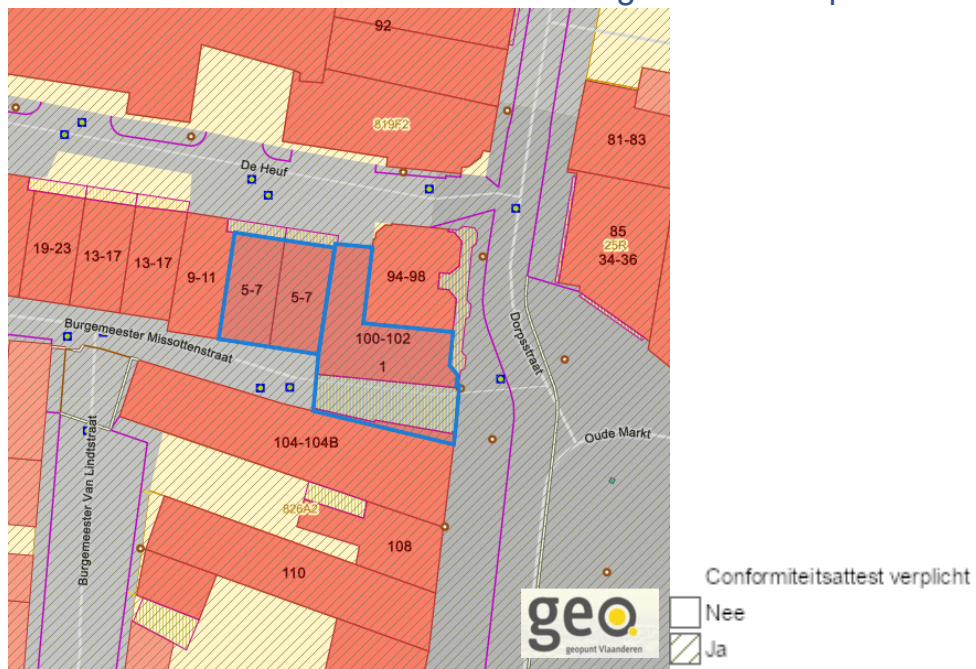 92
819F2
81-83
De Heuf
85
25R
34-36
19-23
13-17
13-17
9-11
5-7
5-7
94-98
Burgemeester Missottenstraat
100-102
1
Dorpsstraat
Oude Markt
104-104B
Burgemeester Van Lindtstraat
826A2
108
110
geo.
geopunt Vlaanderen
Conformiteitsattest verplicht
Nee
Ja